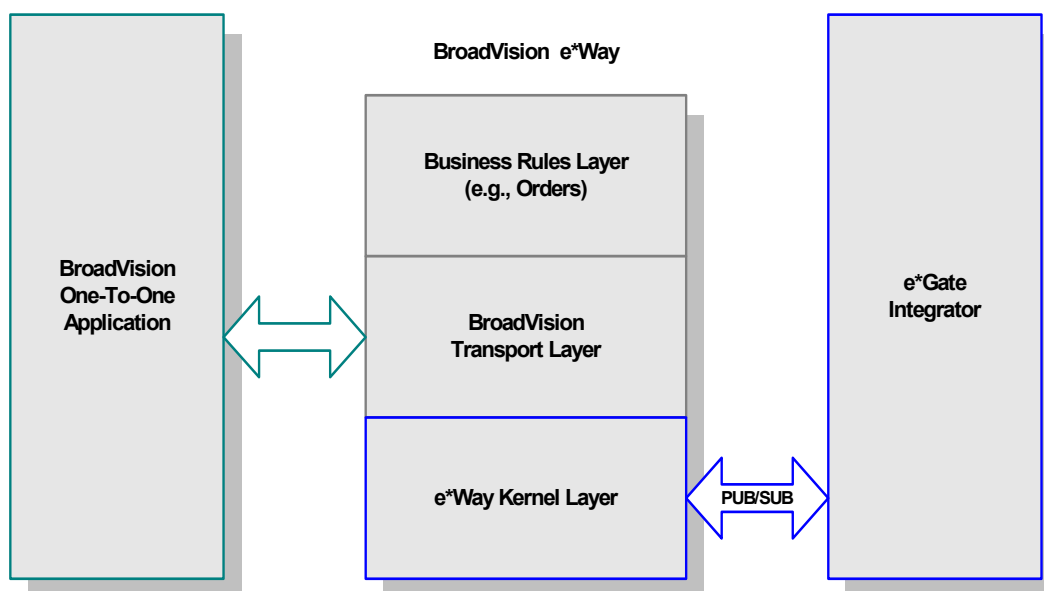 BroadVision e*Way
Business Rules Layer
(e.g., Orders)
BroadVision
One-To-One
Application
BroadVision
Transport Layer
e*Gate
Integrator
e*Way Kernel Layer
PUB/SUB